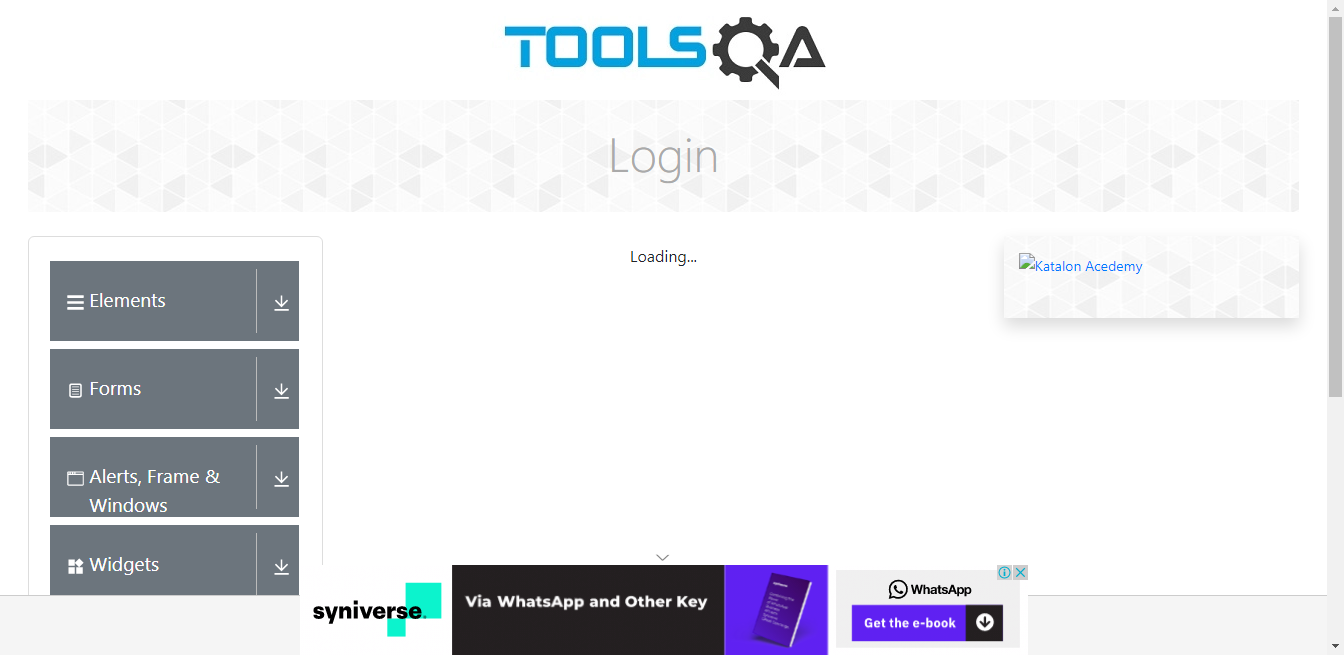 TOOLSQA
Login
Elements
Loading...
Katalon Acedemy
Forms
Alerts, Frame &
Windows
Widgets
syniverse.
Via WhatsApp and Other Key
WhatsApp
Get the e-book